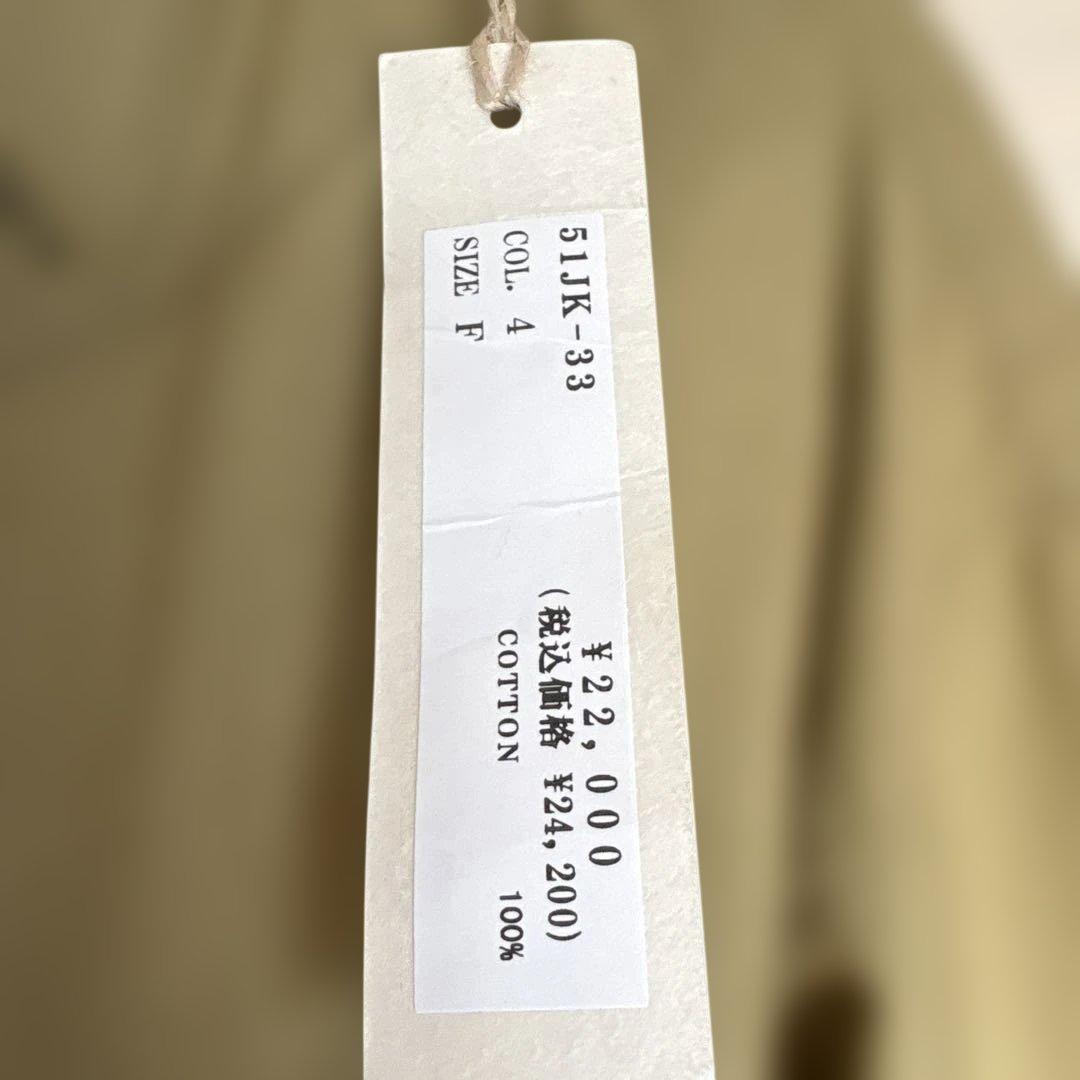 51JK-33
COL. 4
SIZE F
¥22,000
(税込価格 ¥24,200)
COTTON 100%